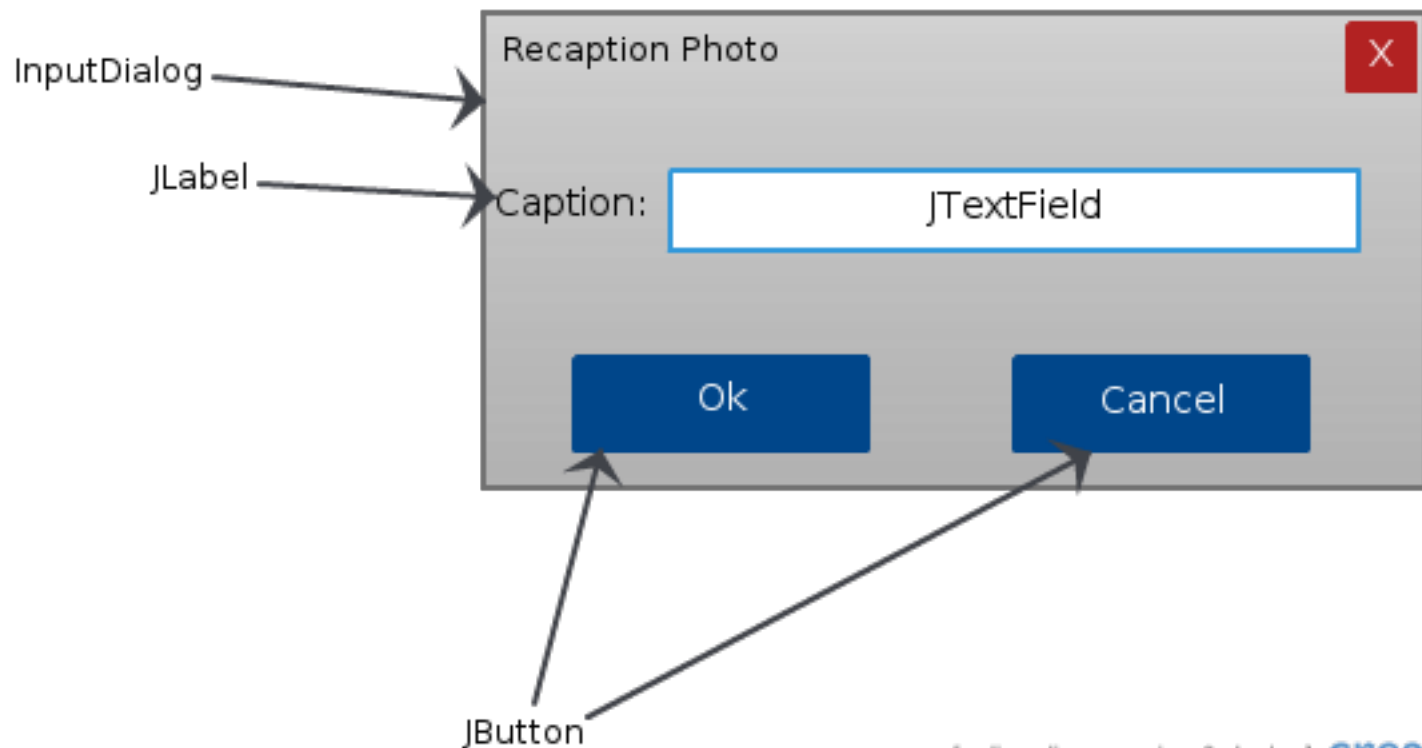 Recaption Photo
X
InputDialog
JLabel
Caption:
JTextField
Ok
Cancel
JButton